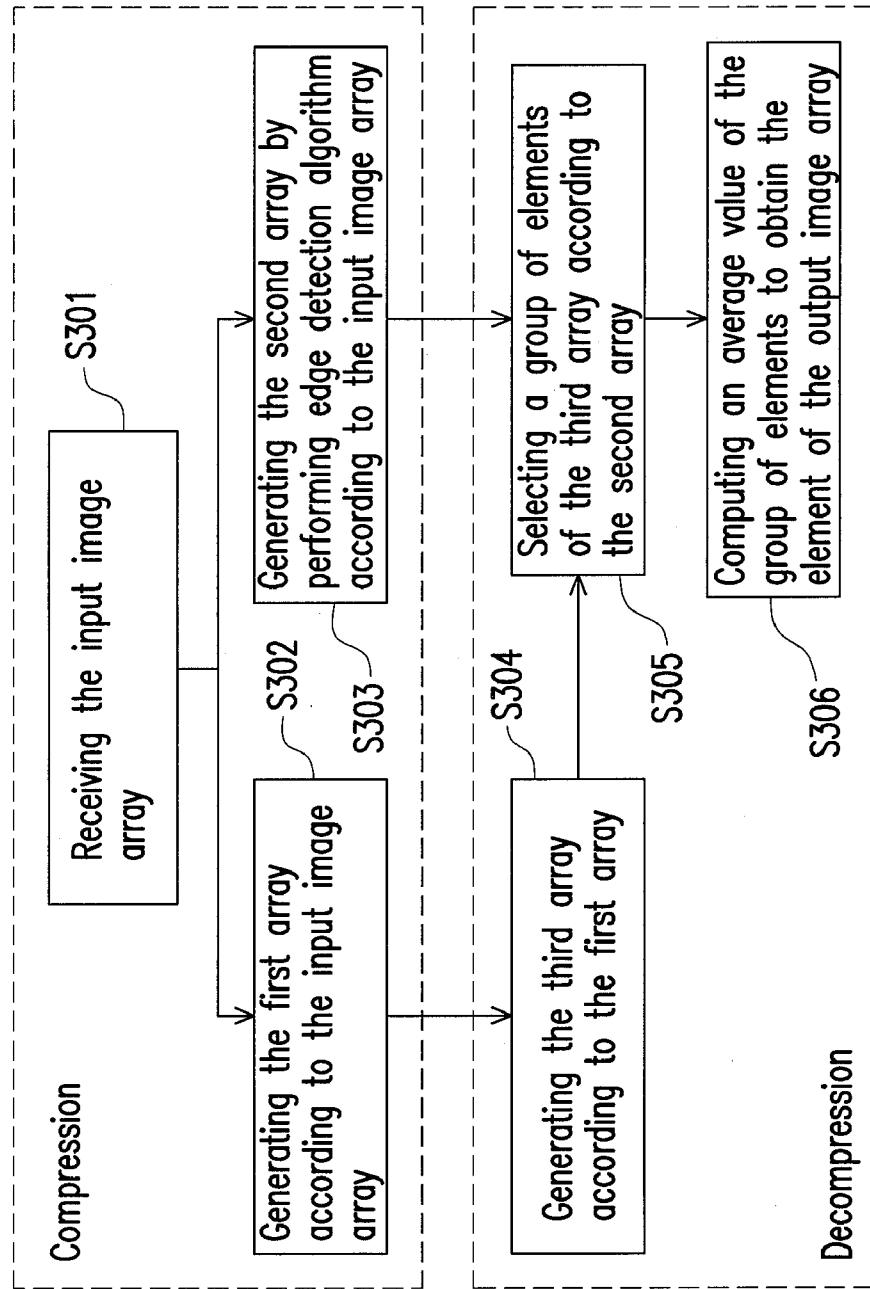 Compression
Receiving the input image
array
S301
Generating the first array
according to the input image
array
S302
Generating the second array by
performing edge detection algorithm
according to the input image array
S303
Generating the third array
according to the first array
S304
Selecting a group of elements
of the third array according to
the second array
S305
Computing an average value of the
group of elements to obtain the
element of the output image array
S306
Decompression